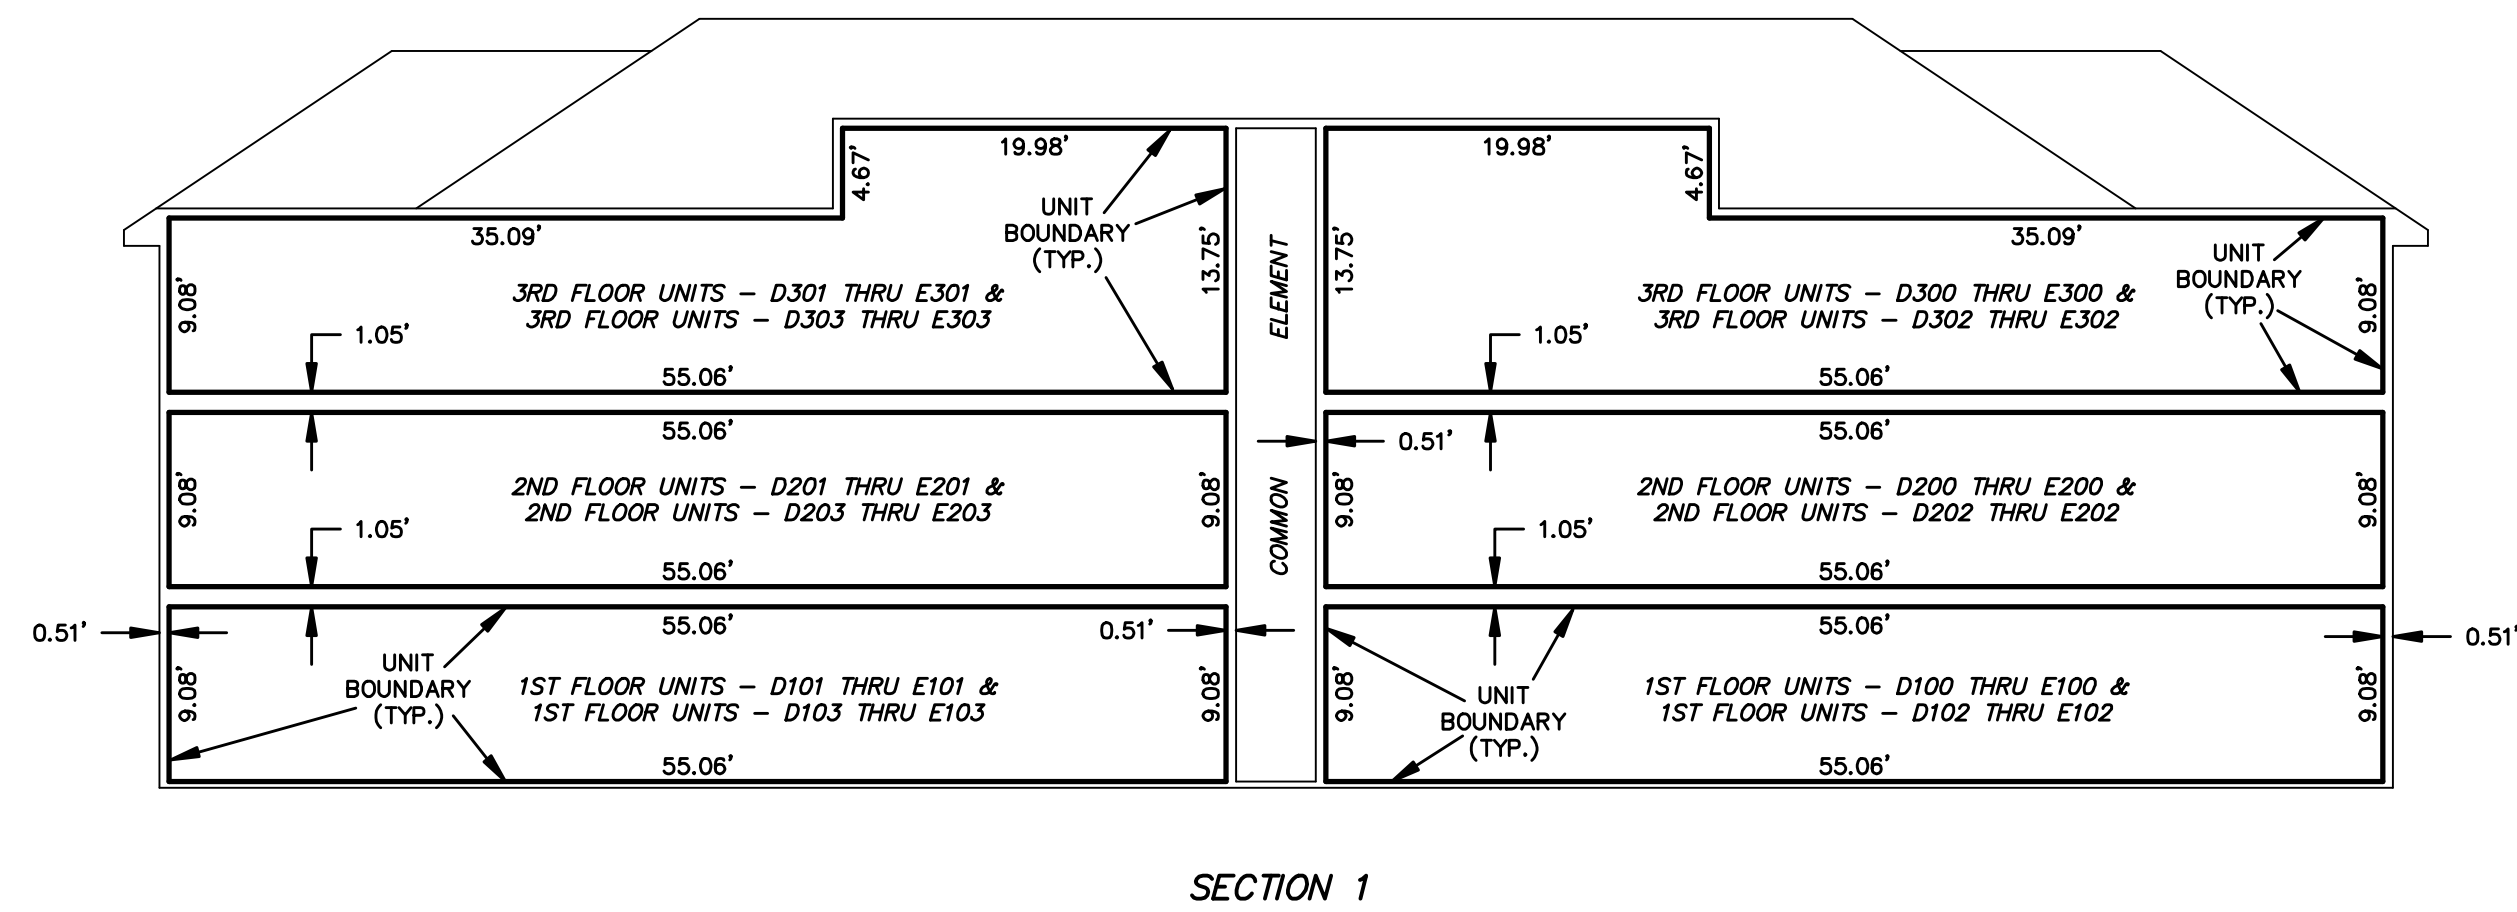 19.98'
19.98'
4.67'
4.67'
UNIT
BOUNDARY
(TYP.)
35.09'
35.09'
UNIT
BOUNDARY
(TYP.)
13.75'
13.75'
ELEMENT
9.08'
3RD FLOOR UNITS - D301 THRU E301 &
3RD FLOOR UNITS - D303 THRU E303
3RD FLOOR UNITS - D300 THRU E300 &
3RD FLOOR UNITS - D302 THRU E302
9.08'
1.05'
1.05'
55.06'
55.06'
55.06'
55.06'
0.51'
9.08'
2ND FLOOR UNITS - D201 THRU E201 &
2ND FLOOR UNITS - D203 THRU E203
9.08'
COMMON
9.08'
2ND FLOOR UNITS - D200 THRU E200 &
2ND FLOOR UNITS - D202 THRU E202
9.08'
1.05'
1.05'
55.06'
55.06'
0.51'
55.06'
0.51'
55.06'
0.51'
UNIT
BOUNDARY
(TYP.)
9.08'
1ST FLOOR UNITS - D101 THRU E101 &
1ST FLOOR UNITS - D103 THRU E103
9.08'
9.08'
UNIT
BOUNDARY
(TYP.)
1ST FLOOR UNITS - D100 THRU E100 &
1ST FLOOR UNITS - D102 THRU E102
9.08'
55.06'
55.06'
SECTION 1